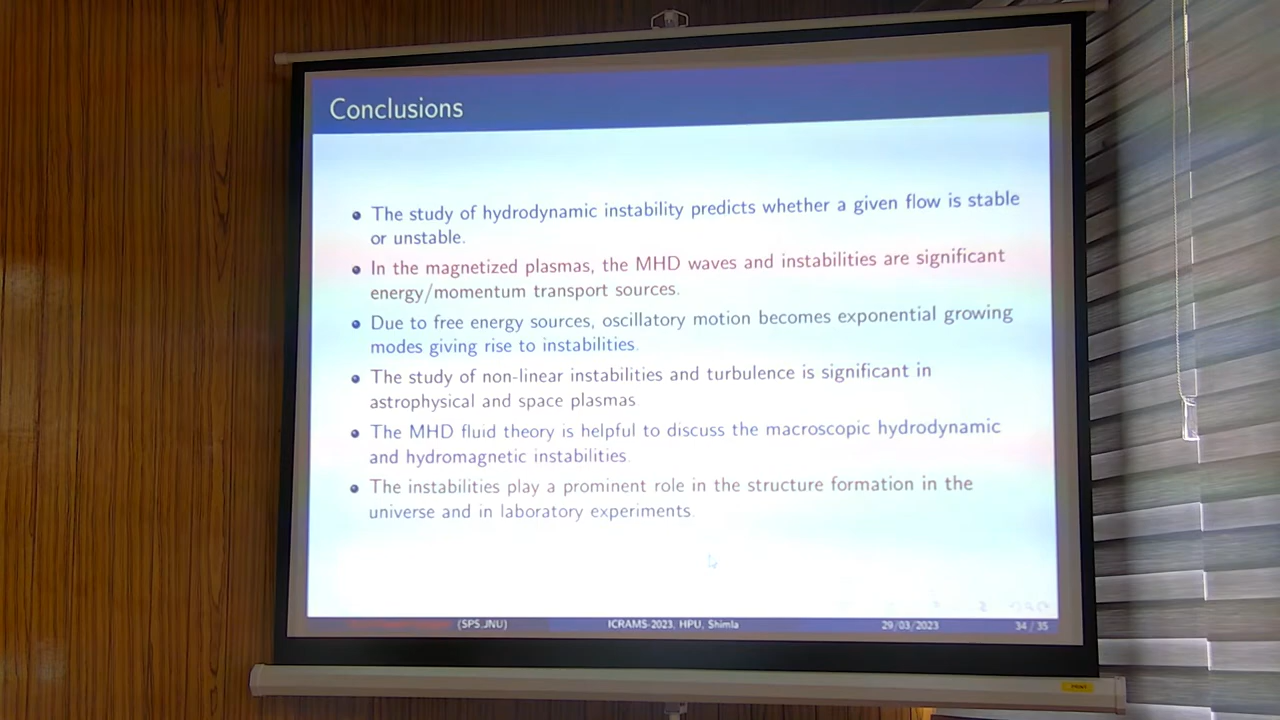 Conclusions
The study of hydrodynamic instability predicts whether a given flow is stable
or unstable.
In the magnetized plasmas, the MHD waves and instabilities are significant
energy/momentum transport sources.
Due to free energy sources, oscillatory motion becomes exponential growing
modes giving rise to instabilities.
The study of non-linear instabilities and turbulence is significant in
astrophysical and space plasmas
The MHD fluid theory is helpful to discuss the macroscopic hydrodynamic
and hydromagnetic instabilities.
The instabilities play a prominent role in the structure formation in the
universe and in laboratory experiments.
(SPS,JNU) ICRAMS-2023, HPU, Shimla 29/03/2023 34 / 35